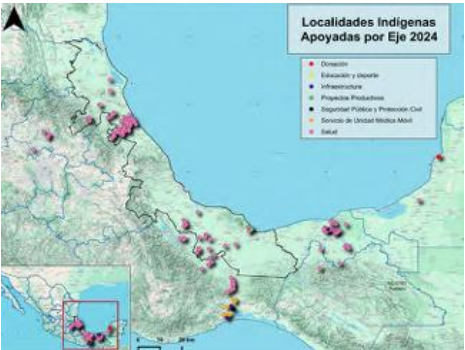 Localidades Indígenas
Apoyadas por Eje 2024
Donación
Educación y deporte
Infraestructura
Proyectos Productivos
Seguridad Pública y Protección Civil
Servicio de Unidad Médica Móvil
Salud